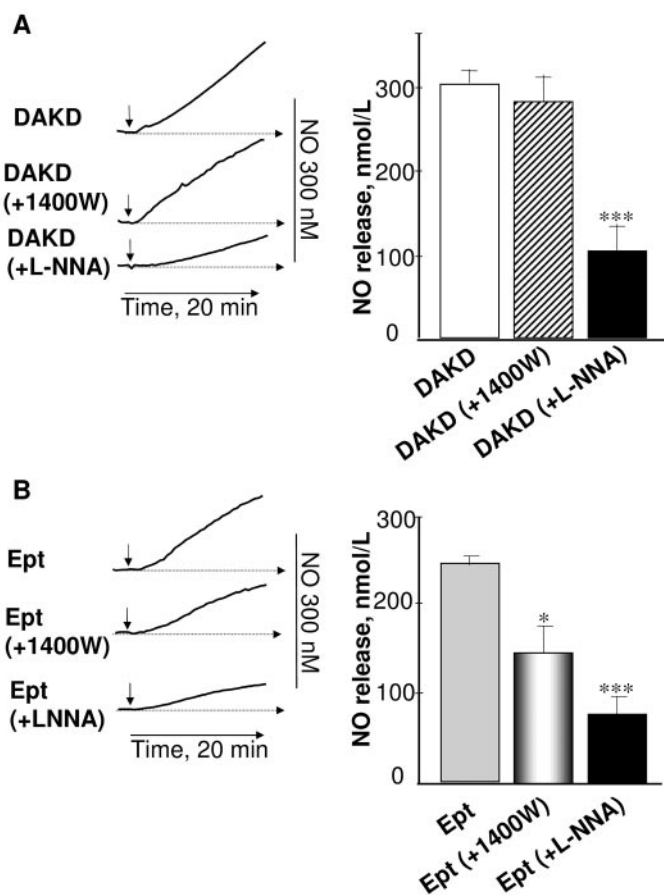 A
DAKD
DAKD
(+1400W)
DAKD
(+L-NNA)
NO 300 nM
Time, 20 min
NO release, nmol/L
300
200
100
0
***
DAKD
DAKD (+1400W)
DAKD (+L-NNA)
B
Ept
Ept
(+1400W)
Ept
(+LNNA)
NO 300 nM
Time, 20 min
NO release, nmol/L
300
200
100
0
*
***
Ept
Ept (+1400W)
Ept (+L-NNA)